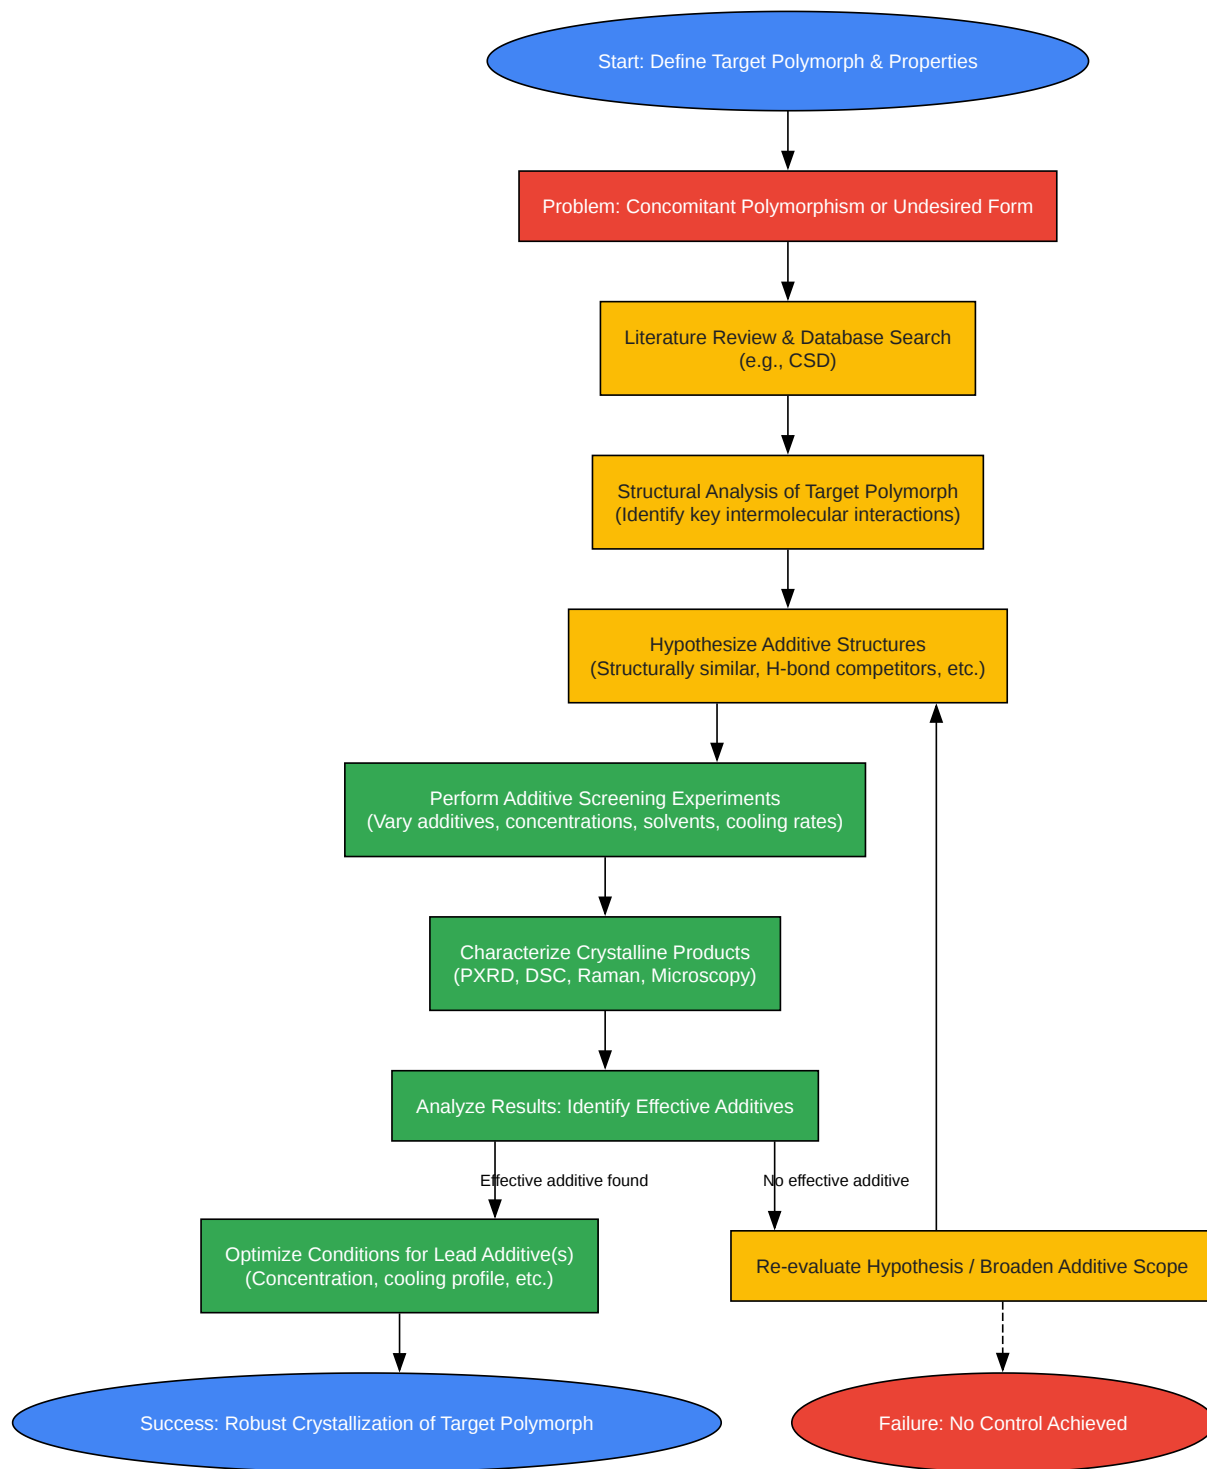 Start: Define Target Polymorph & Properties
Problem: Concomitant Polymorphism or Undesired Form
Literature Review & Database Search
(e.g., CSD)
Structural Analysis of Target Polymorph
(Identify key intermolecular interactions)
Hypothesize Additive Structures
(Structurally similar, H-bond competitors, etc.)
Perform Additive Screening Experiments
(Vary additives, concentrations, solvents, cooling rates)
Characterize Crystalline Products
(PXRD, DSC, Raman, Microscopy)
Analyze Results: Identify Effective Additives
Effective additive found
No effective additive
Optimize Conditions for Lead Additive(s)
(Concentration, cooling profile, etc.)
Re-evaluate Hypothesis / Broaden Additive Scope
Success: Robust Crystallization of Target Polymorph
Failure: No Control Achieved